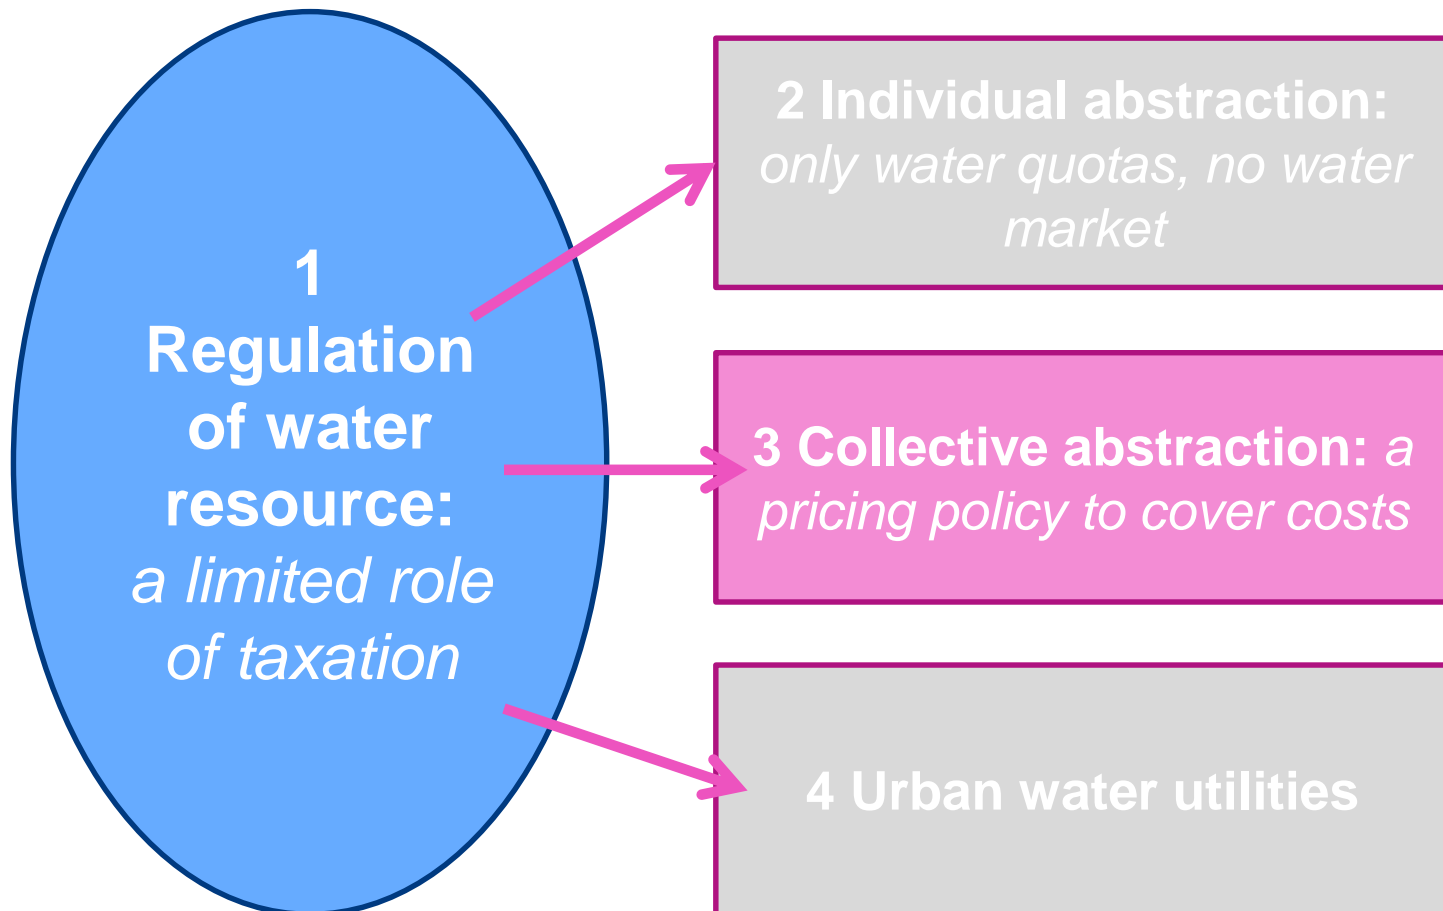 1
Regulation
of water
resource:
a limited role
of taxation
2 Individual abstraction:
only water quotas, no water
market
3 Collective abstraction: a
pricing policy to cover costs
4 Urban water utilities